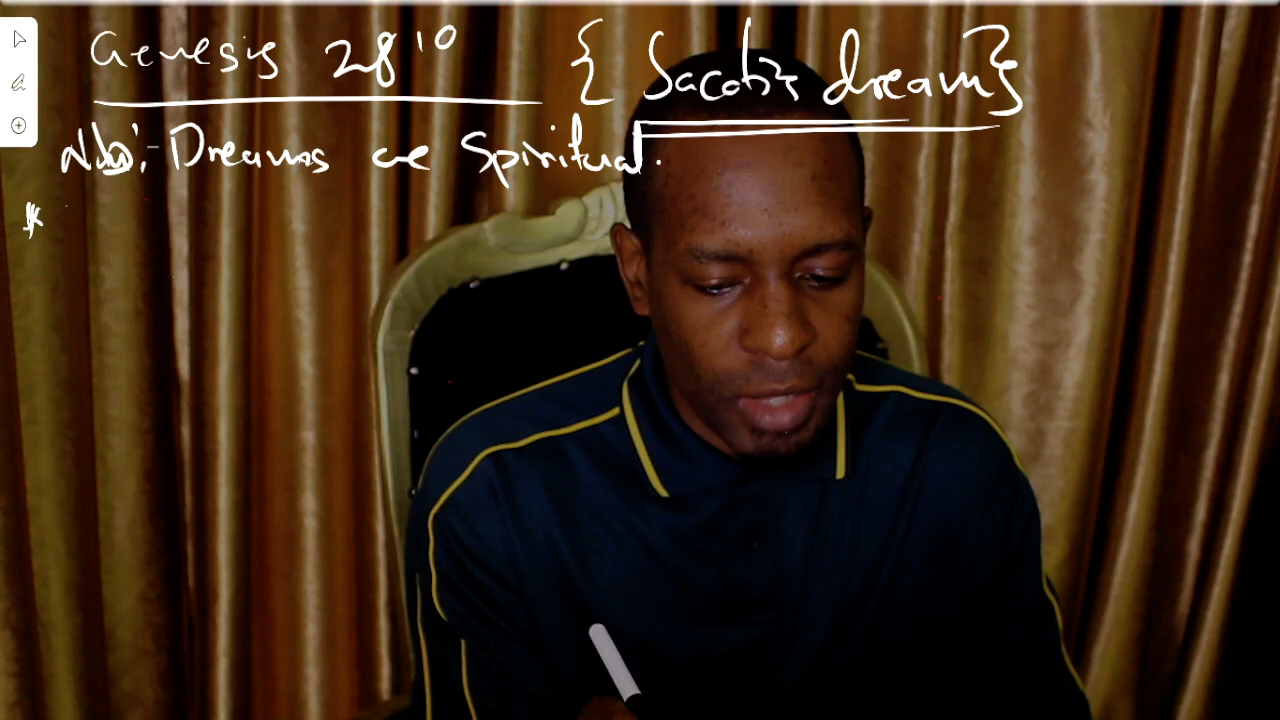 Genesis 28¹⁰ {Jacob's dream}
Nb:- Dreams are Spiritual.
*